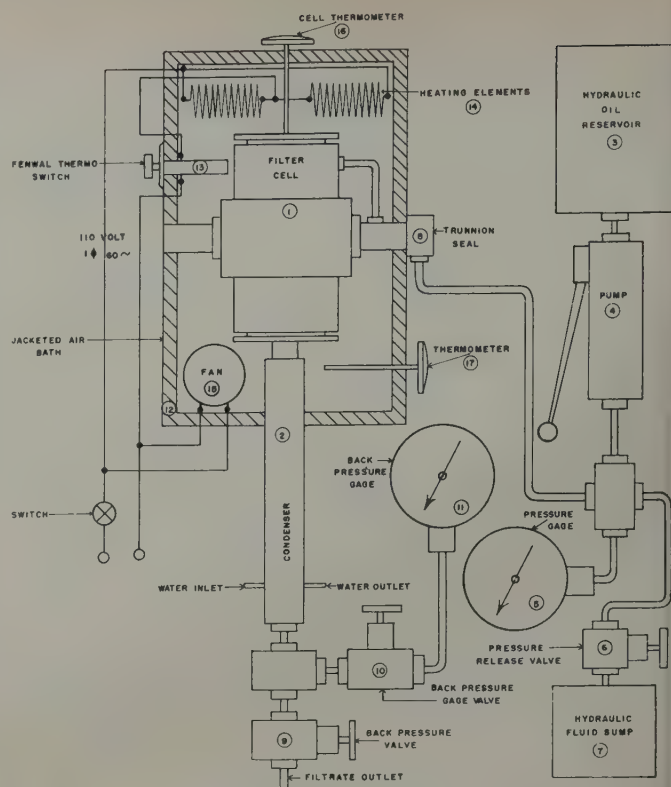 CELL THERMOMETER
16
HEATING ELEMENTS
14
HYDRAULIC
OIL
RESERVOIR
3
FENWAL THERMO
SWITCH
13
FILTER
CELL
1
8
TRUNNION
SEAL
110 VOLT
1 ϕ 60 ~
PUMP
4
JACKETED AIR
BATH
FAN
15
THERMOMETER
17
12
2
CONDENSER
BACK
PRESSURE
GAGE
11
SWITCH
PRESSURE
GAGE
5
WATER INLET
WATER OUTLET
10
BACK PRESSURE
GAGE VALVE
PRESSURE
RELEASE VALVE
6
9
BACK PRESSURE
VALVE
HYDRAULIC
FLUID SUMP
7
FILTRATE OUTLET